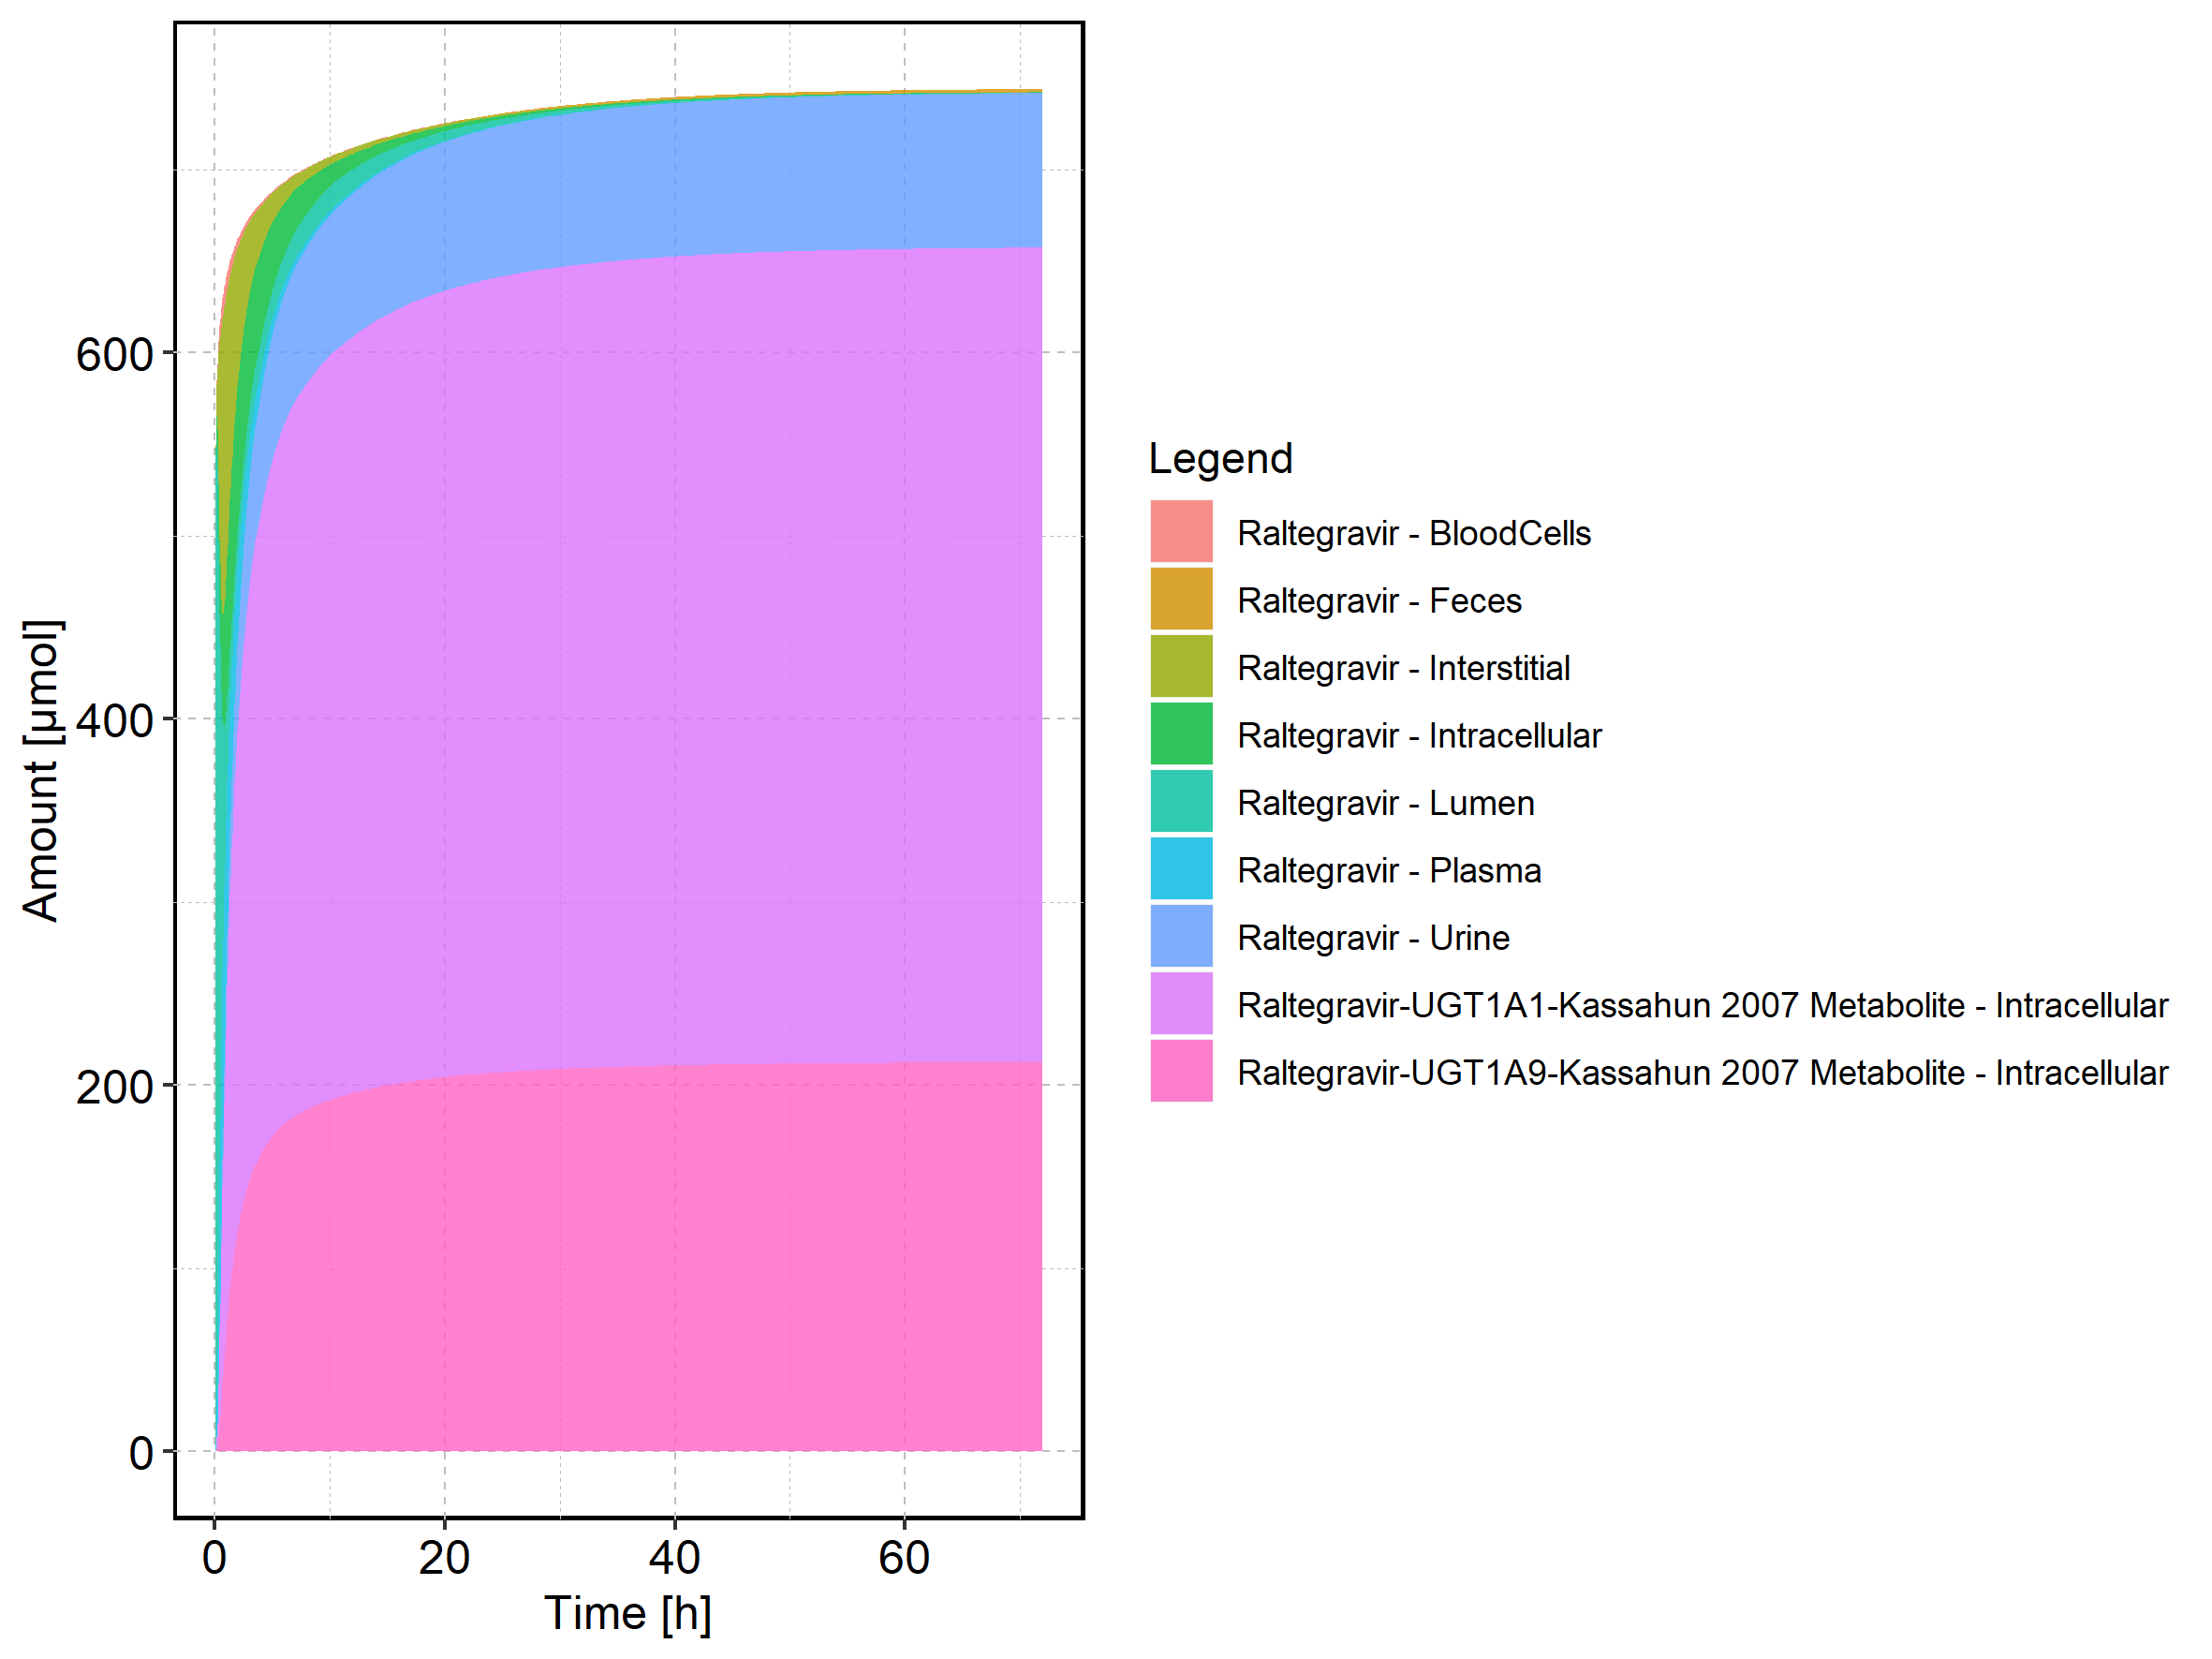 Amount [µmol]
600
400
200
0
0 20 40 60
Time [h]
Legend
Raltegravir - BloodCells
Raltegravir - Feces
Raltegravir - Interstitial
Raltegravir - Intracellular
Raltegravir - Lumen
Raltegravir - Plasma
Raltegravir - Urine
Raltegravir-UGT1A1-Kassahun 2007 Metabolite - Intracellular
Raltegravir-UGT1A9-Kassahun 2007 Metabolite - Intracellular